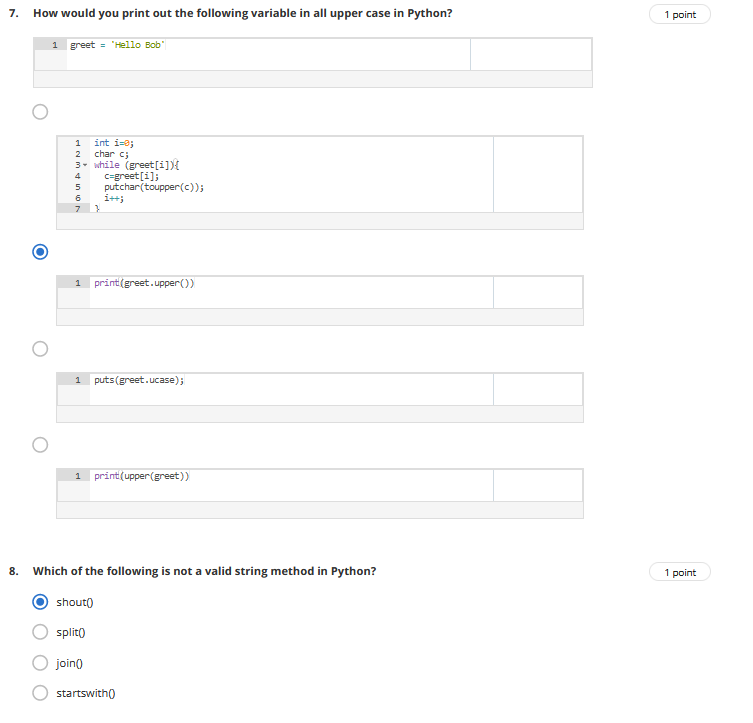 7. How would you print out the following variable in all upper case in Python?
1 point
1 greet = 'Hello Bob'
1 int i=0;
2 char c;
3 while (greet[i]){
4 c=greet[i];
5 putchar(toupper(c));
6 i++;
7 }
1 print(greet.upper())
1 puts(greet.ucase);
1 print(upper(greet))
8. Which of the following is not a valid string method in Python?
1 point
shout()
split()
join()
startswith()